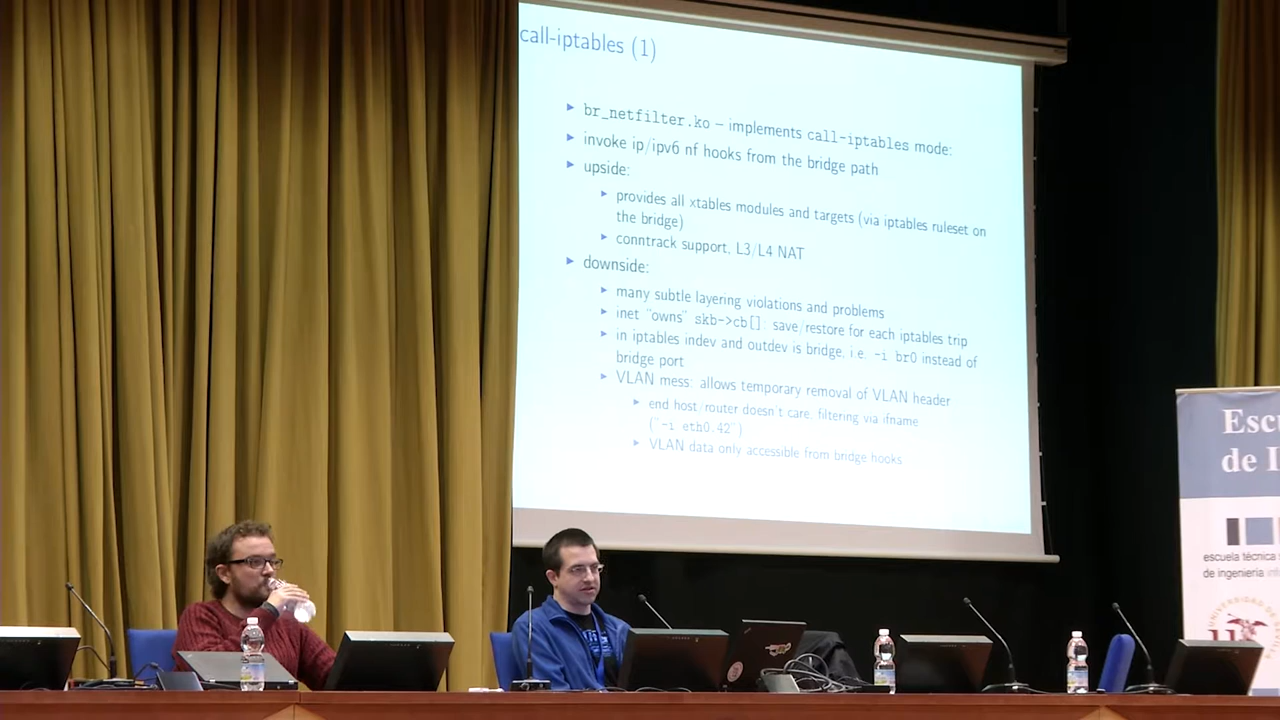 call-iptables (1)
br_netfilter.ko – implements call-iptables mode:
invoke ip/ipv6 nf hooks from the bridge path
upside:
provides all xtables modules and targets (via iptables ruleset on
the bridge)
conntrack support, L3/L4 NAT
downside:
many subtle layering violations and problems
inet "owns" skb->cb[]; save/restore for each iptables trip
in iptables indev and outdev is bridge, i.e. -i br0 instead of
bridge port
VLAN mess: allows temporary removal of VLAN header
end host/router doesn't care, filtering via ifname
("-i eth0.42")
VLAN data only accessible from bridge hooks
Escu
de I
escuela técnica
de ingeniería